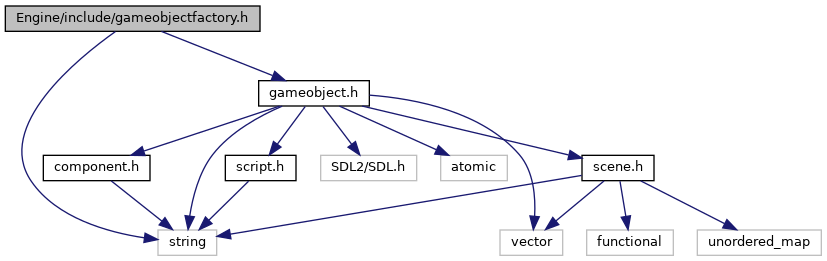 Engine/include/gameobjectfactory.h
gameobject.h
component.h
script.h
SDL2/SDL.h
atomic
scene.h
string
vector
functional
unordered_map